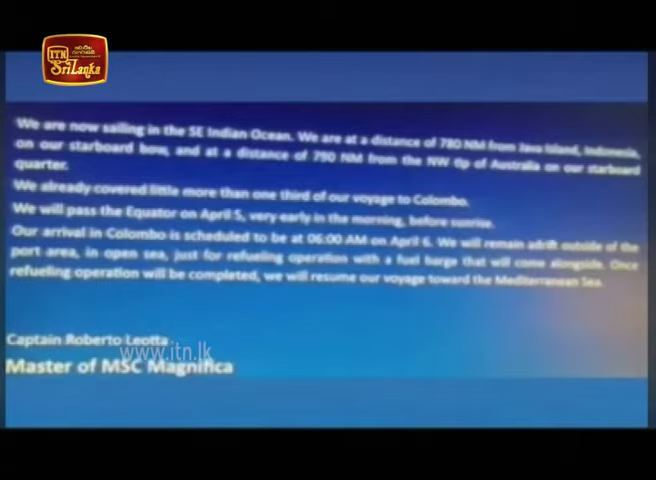 ITN
Sri Lanka
We are now sailing in the SE Indian Ocean. We are at a distance of 780 NM from Java Island, Indonesia,
on our starboard bow, and at a distance of 790 NM from the NW tip of Australia on our starboard
quarter.
We already covered little more than one third of our voyage to Colombo.
We will pass the Equator on April 5, very early in the morning, before sunrise.
Our arrival in Colombo is scheduled to be at 06:00 AM on April 6. We will remain adrift outside of the
port area, in open sea, just for refueling operation with a fuel barge that will come alongside. Once
refueling operation will be completed, we will resume our voyage toward the Mediterranean Sea.
Captain Roberto Leotta
www.itn.lk
Master of MSC Magnifica